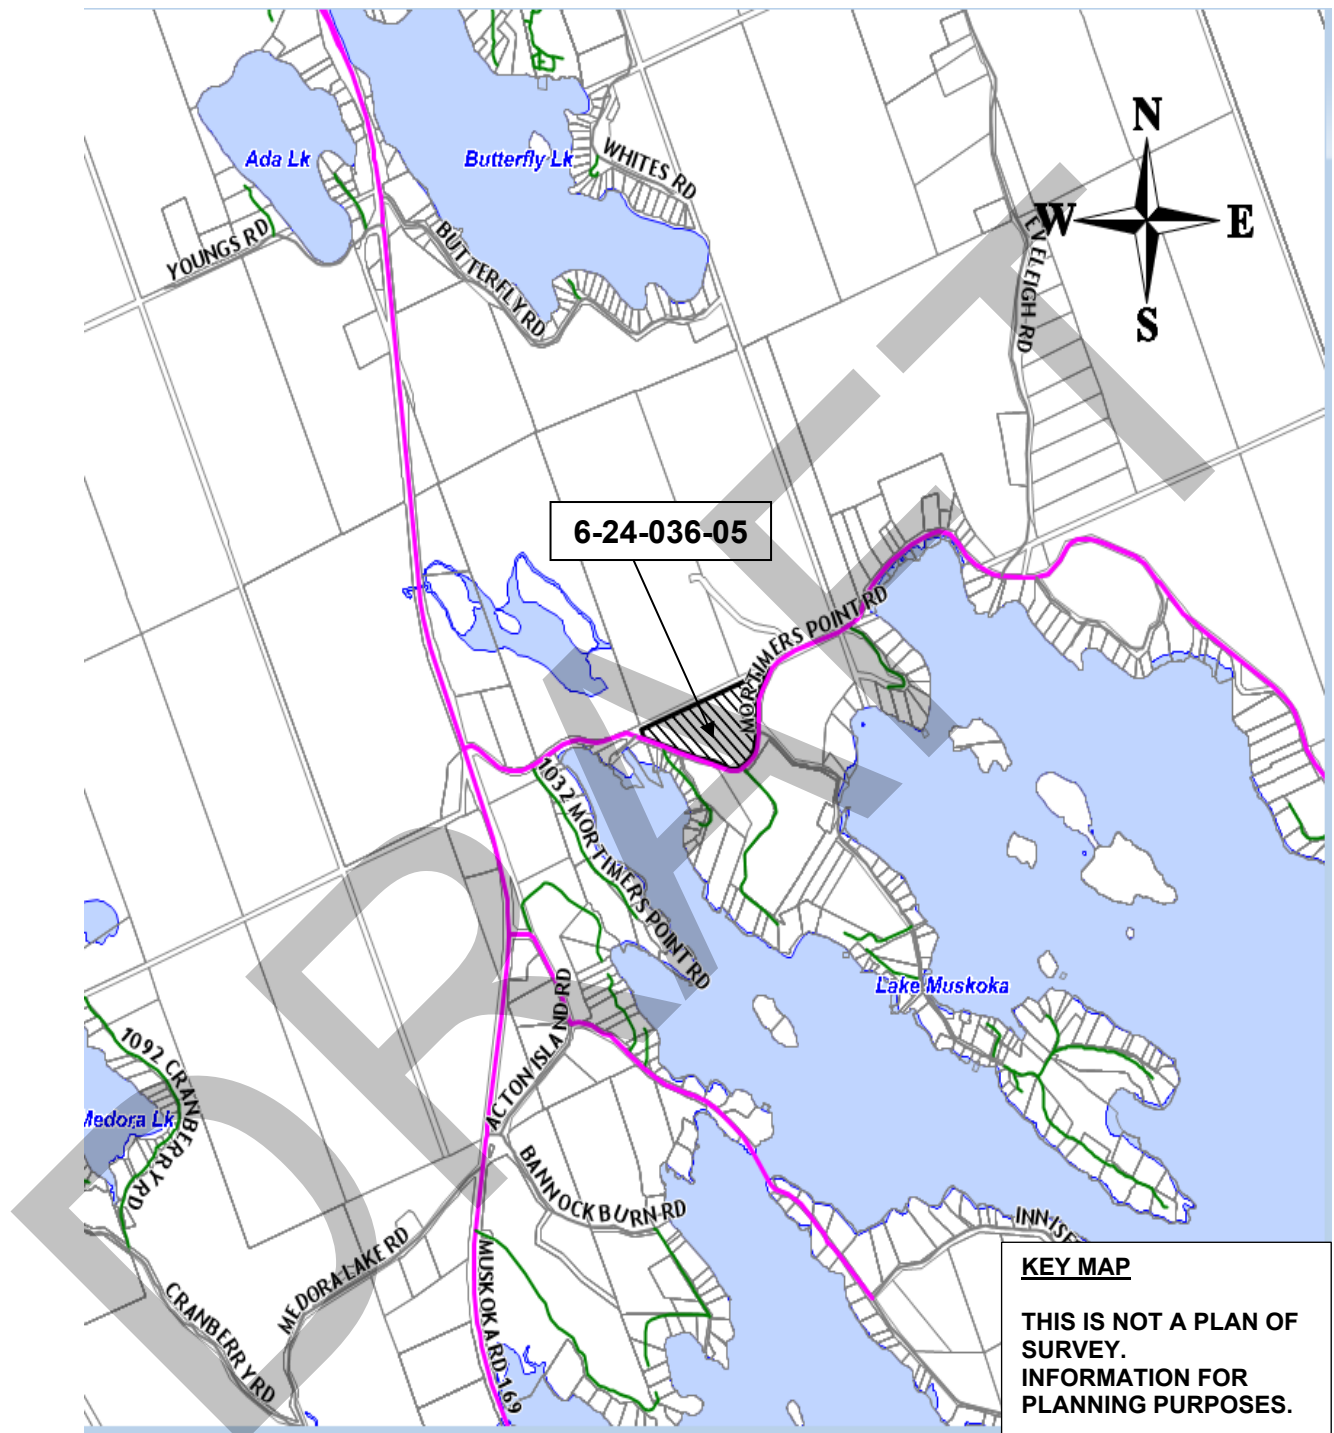 N
Ada Lk
Butterfly Lk
WHITES RD
W
E
YOUNGS RD
BUTTERFLY RD
EVELEIGH RD
S
6-24-036-05
MORTIMERS POINT RD
1032 MORTIMERS POINT RD
Lake Muskoka
ACTON ISLAND RD
1092 CRANBERRY RD
Medora Lk
BANNOCKBURN RD
MEDORA LAKE RD
MUSKOKA RD 169
CRANBERRY RD
INNISF
KEY MAP
THIS IS NOT A PLAN OF
SURVEY.
INFORMATION FOR
PLANNING PURPOSES.
DRAFT